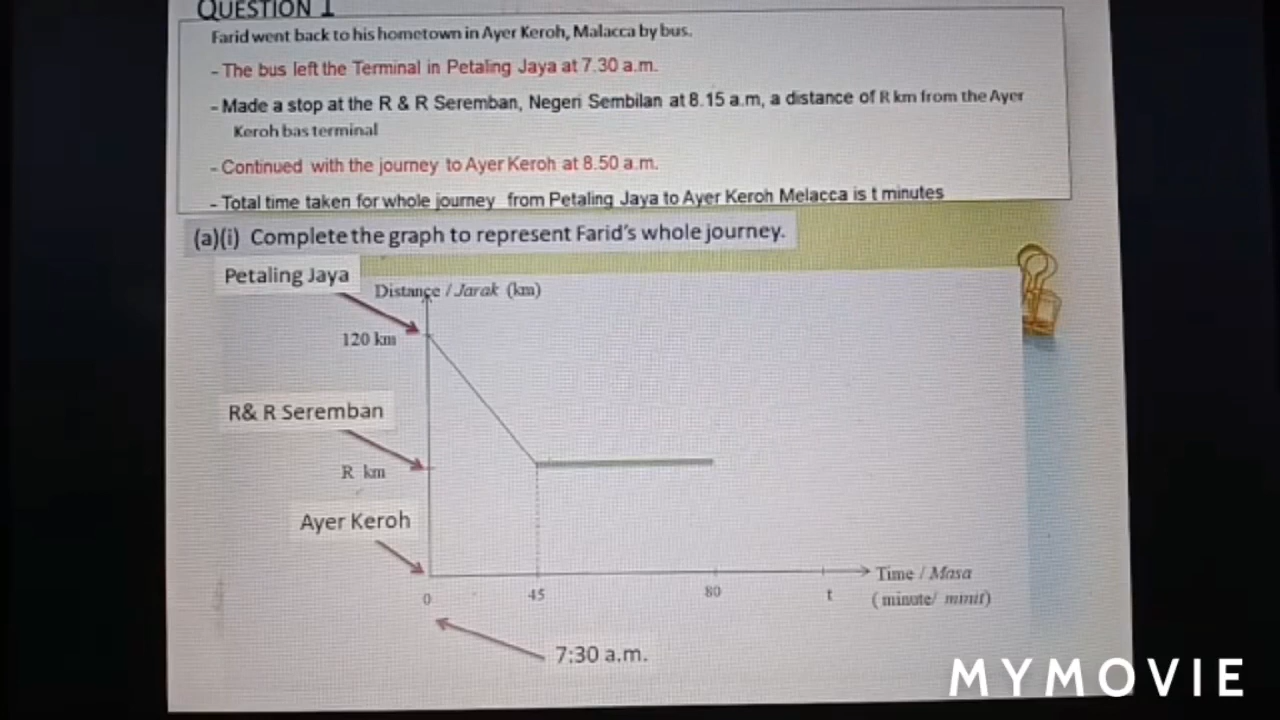 QUESTION 1
Farid went back to his hometown in Ayer Keroh, Malacca by bus.
- The bus left the Terminal in Petaling Jaya at 7.30 a.m.
- Made a stop at the R & R Seremban, Negeri Sembilan at 8.15 a.m, a distance of R km from the Ayer
Keroh bas terminal
- Continued with the journey to Ayer Keroh at 8.50 a.m.
- Total time taken for whole journey from Petaling Jaya to Ayer Keroh Melacca is t minutes
(a)(i) Complete the graph to represent Farid's whole journey.
Petaling Jaya
Distance / Jarak (km)
120 km
R& R Seremban
R km
Ayer Keroh
Time / Masa
(minute/ minit)
0
45
80
t
7:30 a.m.
MYMOVIE